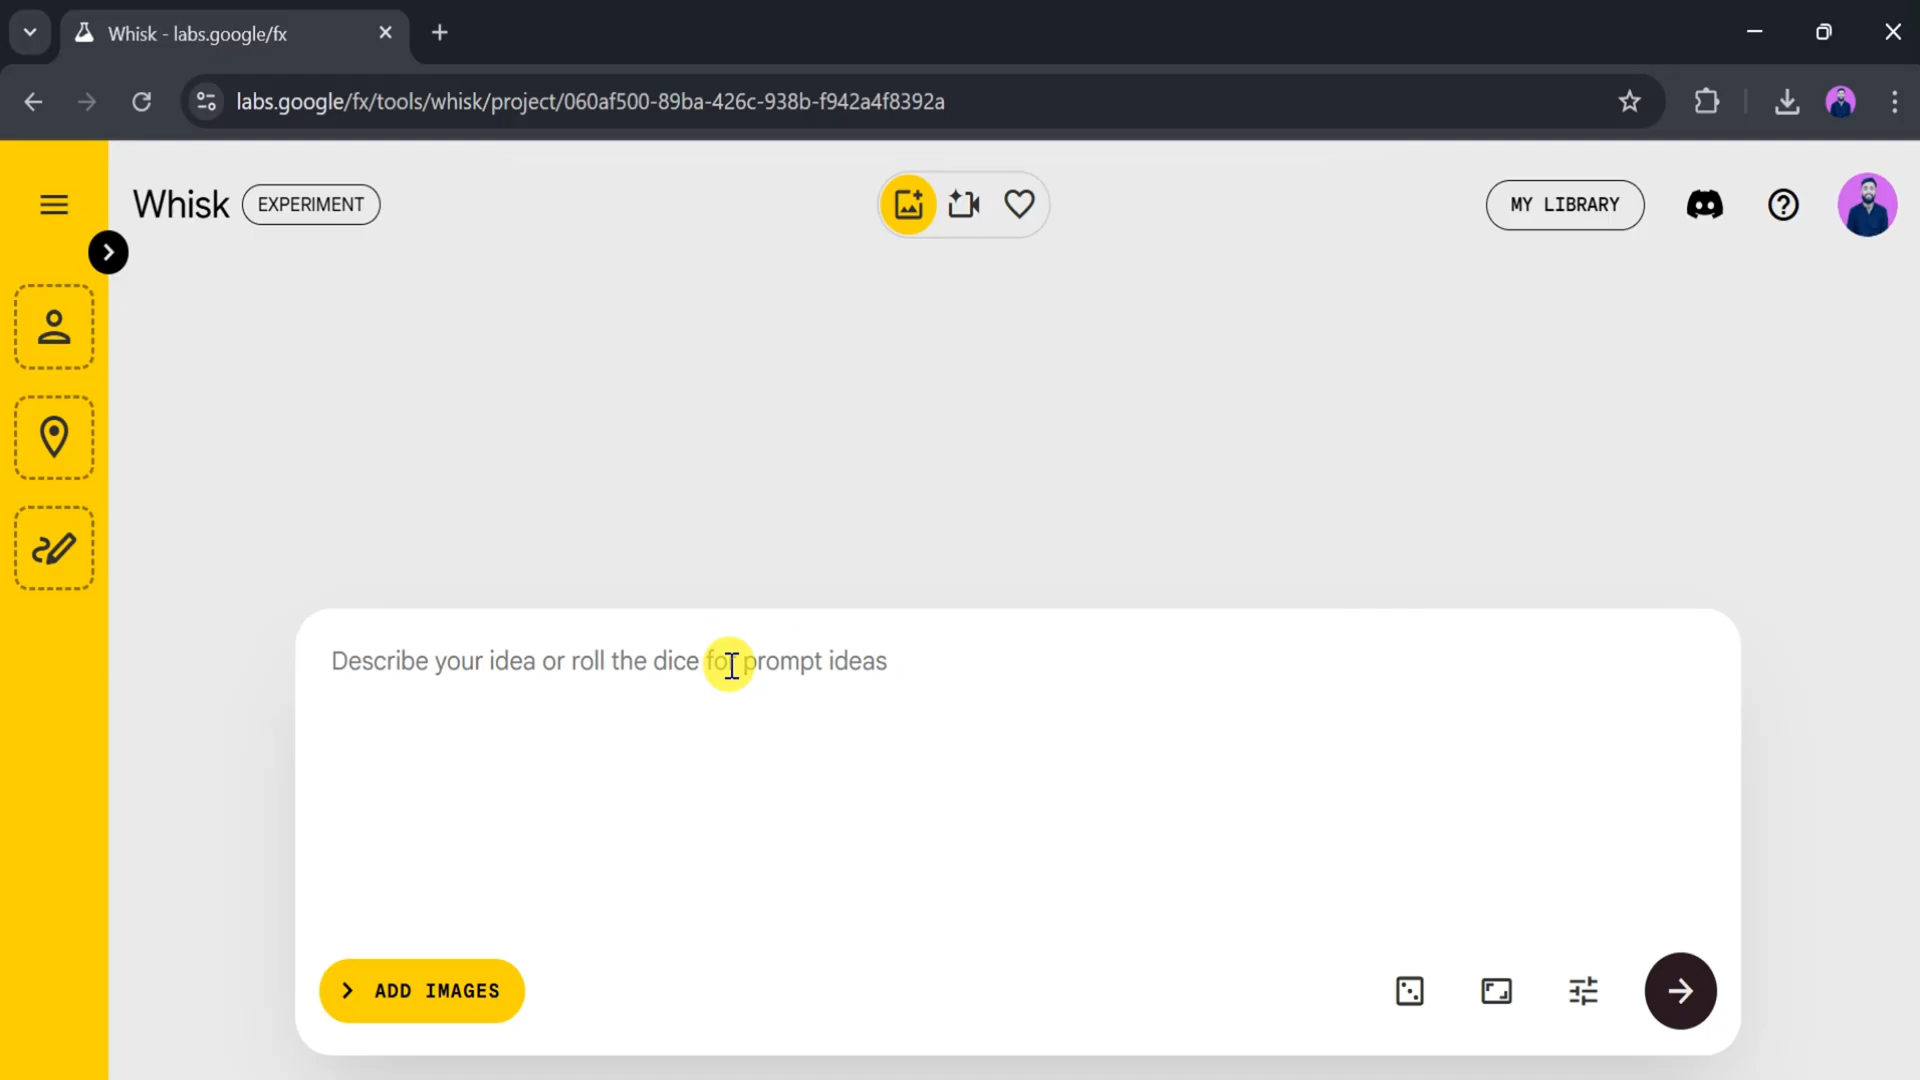 Whisk - labs.google/fx
labs.google/fx/tools/whisk/project/060af500-89ba-426c-938b-f942a4f8392a
Whisk EXPERIMENT
MY LIBRARY
Describe your idea or roll the dice for prompt ideas
ADD IMAGES